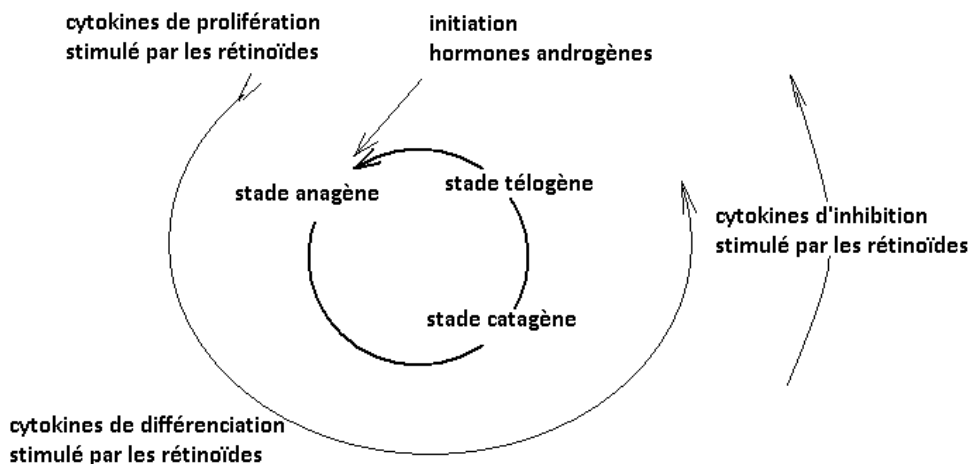 cytokines de prolifération
stimulé par les rétinoïdes
initiation
hormones androgènes
stade anagène
stade télogène
cytokines d'inhibition
stimulé par les rétinoïdes
stade catagène
cytokines de différenciation
stimulé par les rétinoïdes